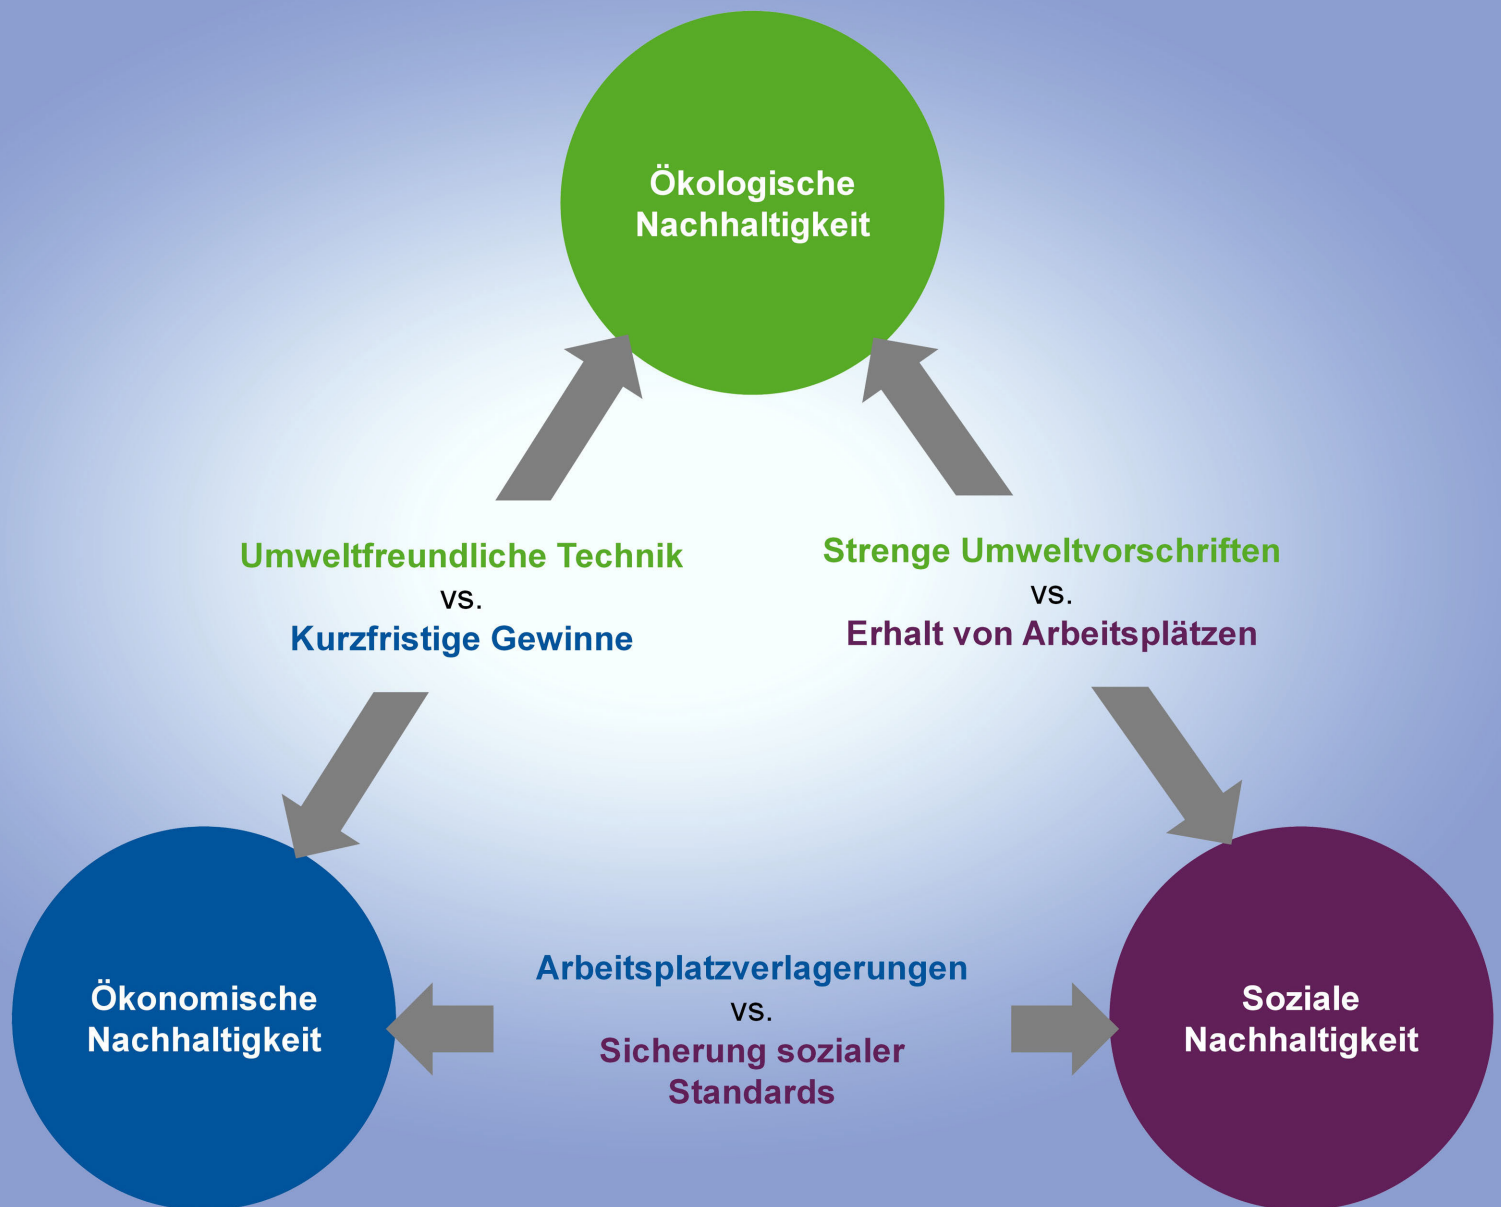 Ökologische
Nachhaltigkeit
Umweltfreundliche Technik
vs.
Kurzfristige Gewinne
Strenge Umweltvorschriften
vs.
Erhalt von Arbeitsplätzen
Ökonomische
Nachhaltigkeit
Arbeitsplatzverlagerungen
vs.
Sicherung sozialer
Standards
Soziale
Nachhaltigkeit